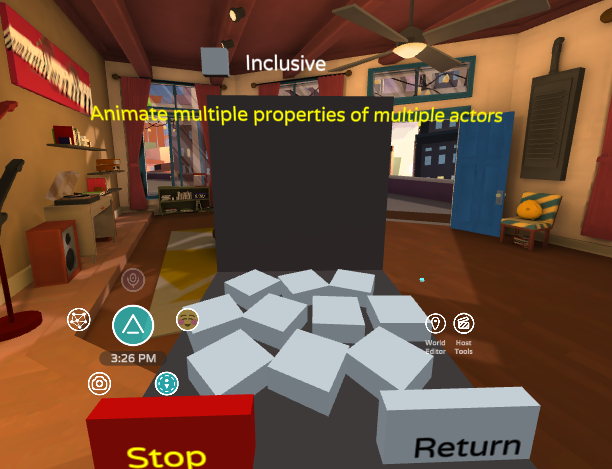 Inclusive
Animate multiple properties of multiple actors
World
Editor
Host
Tools
3:26 PM
Stop
Return